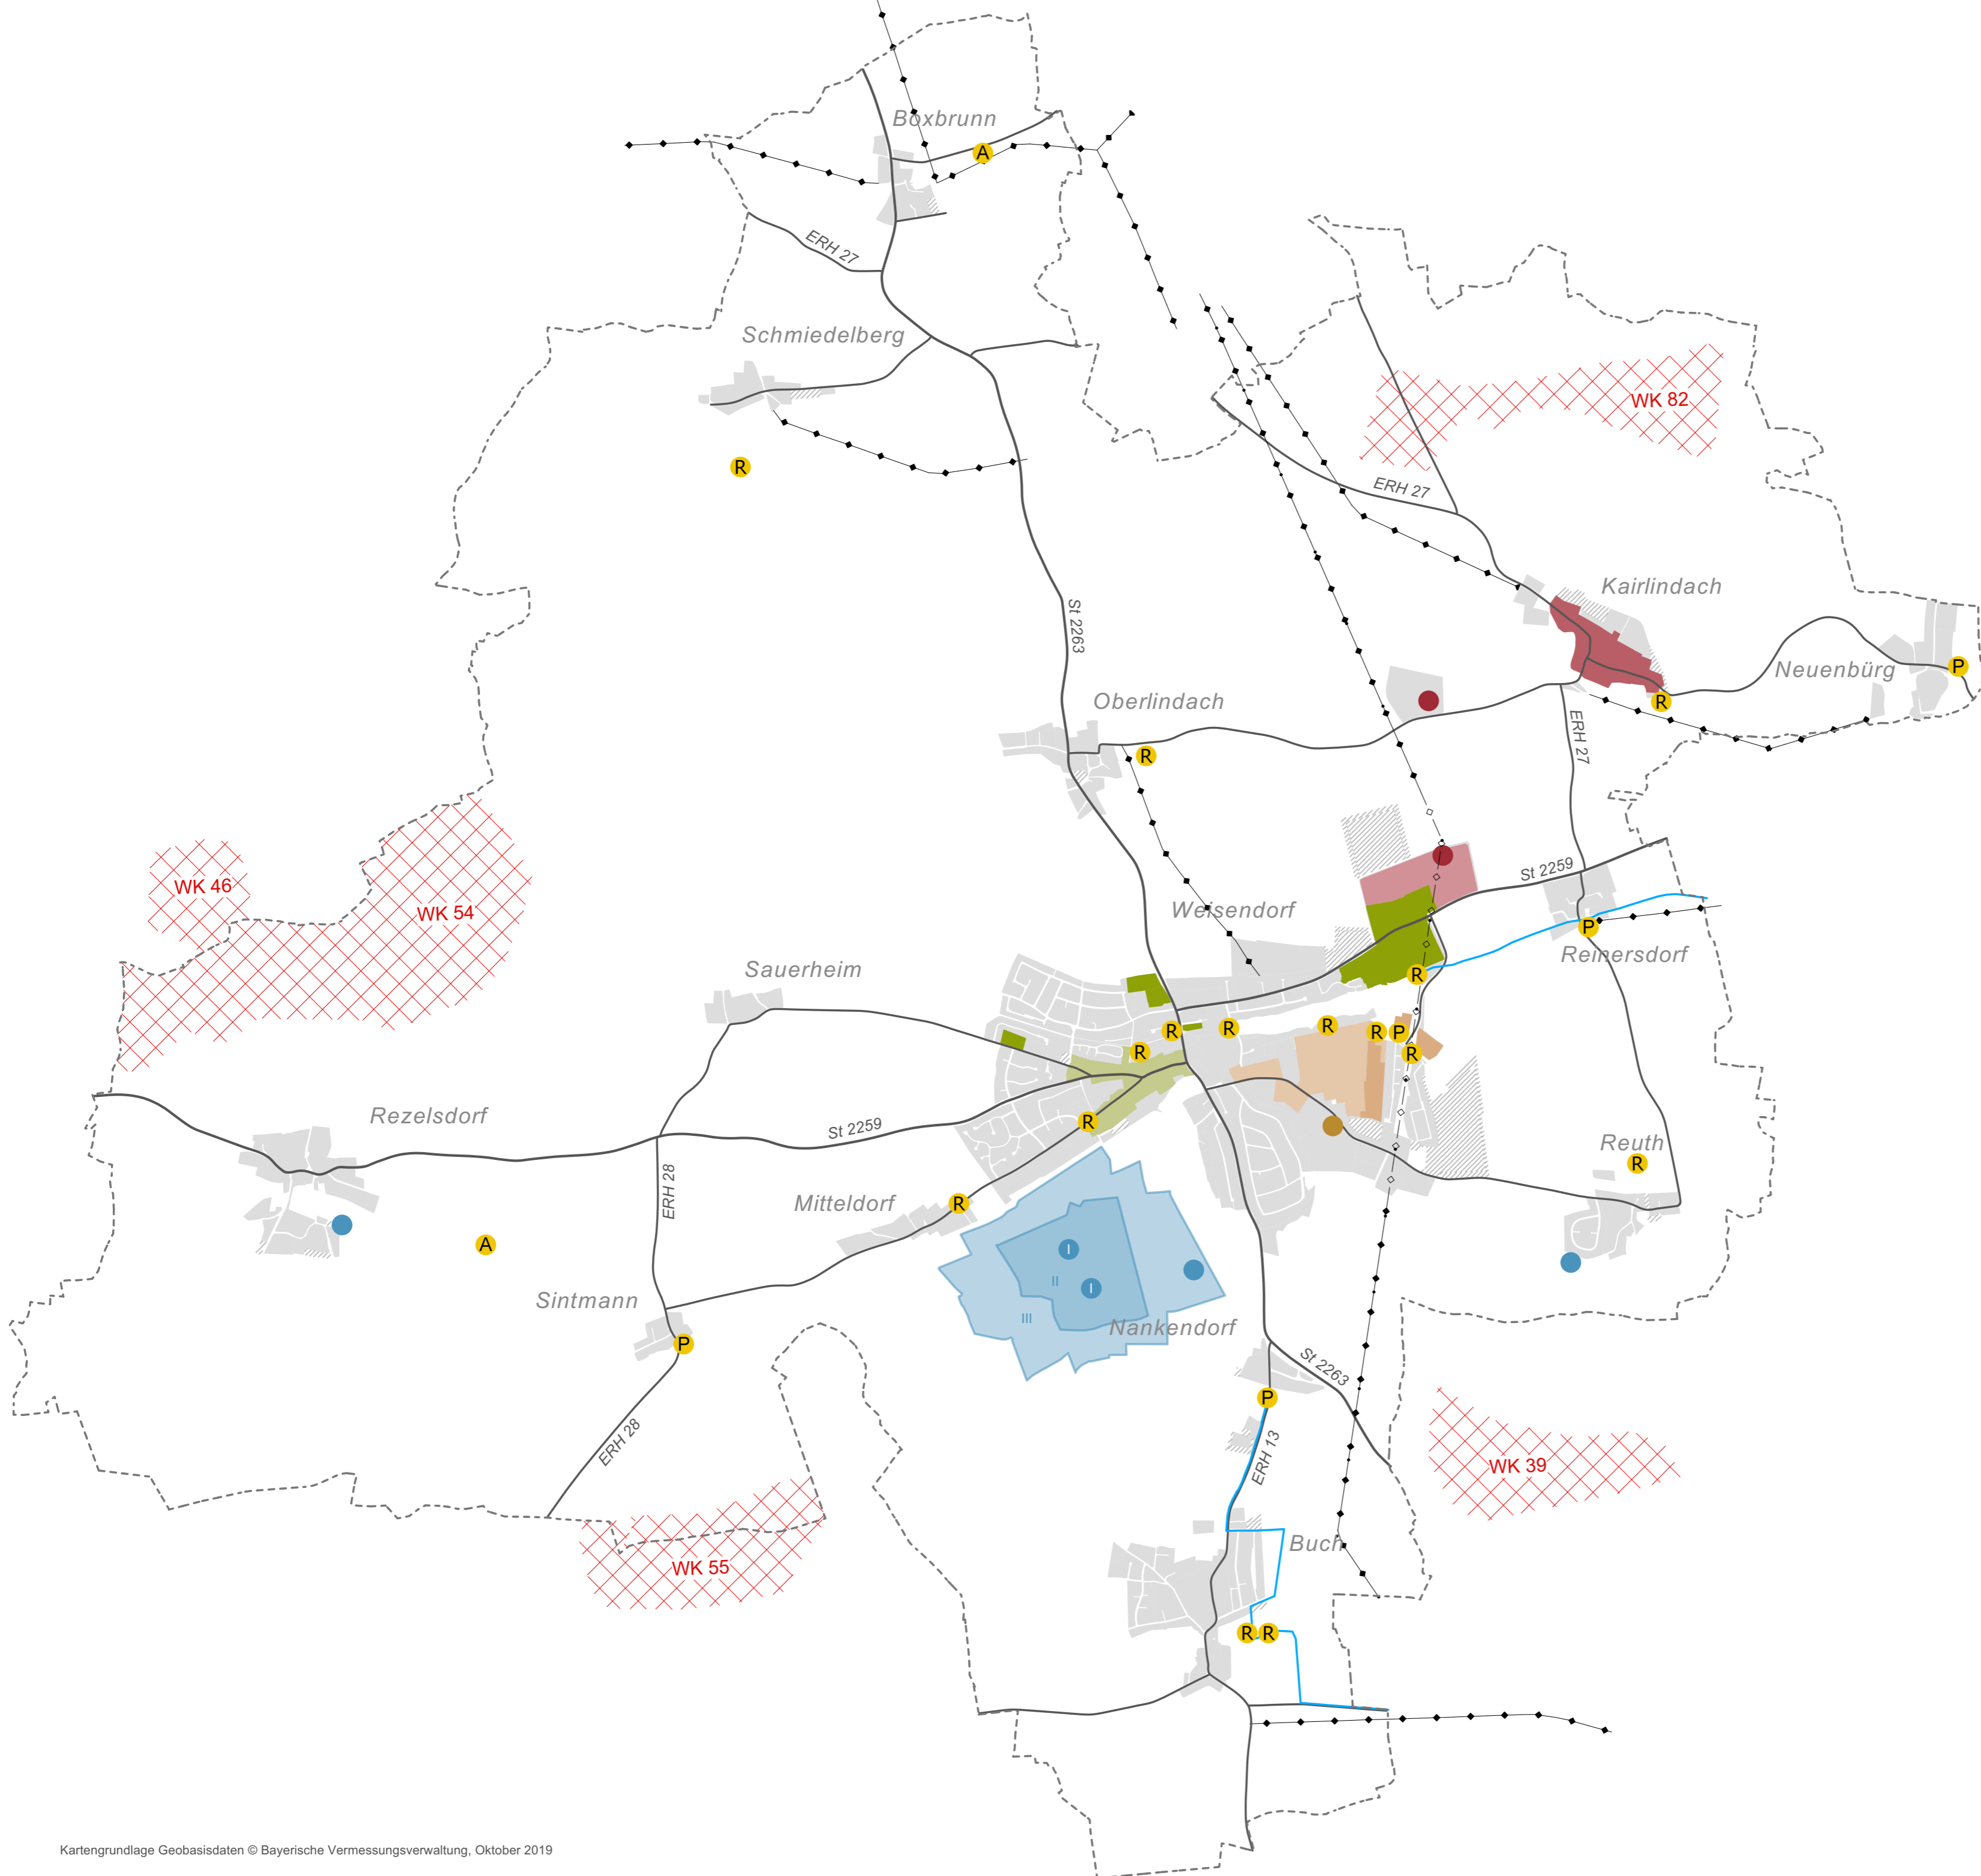 Boxbrunn
A
ERH 27
Schmiedelberg
WK 82
R
ERH 27
Kairlindach
St 2263
Neuenbürg
P
Oberlindach
R
R
ERH 27
WK 46
WK 54
St 2259
Weisendorf
P
Reinersdorf
Sauerheim
R
R
R
R
R
P
R
R
Rezelsdorf
St 2259
R
Reuth
R
ERH 28
Mitteldorf
R
A
I
II
I
Sintmann
III
Nankendorf
P
St 2263
P
ERH 28
ERH 13
WK 39
Buch
WK 55
R
R
Kartengrundlage Geobasisdaten © Bayerische Vermessungsverwaltung, Oktober 2019